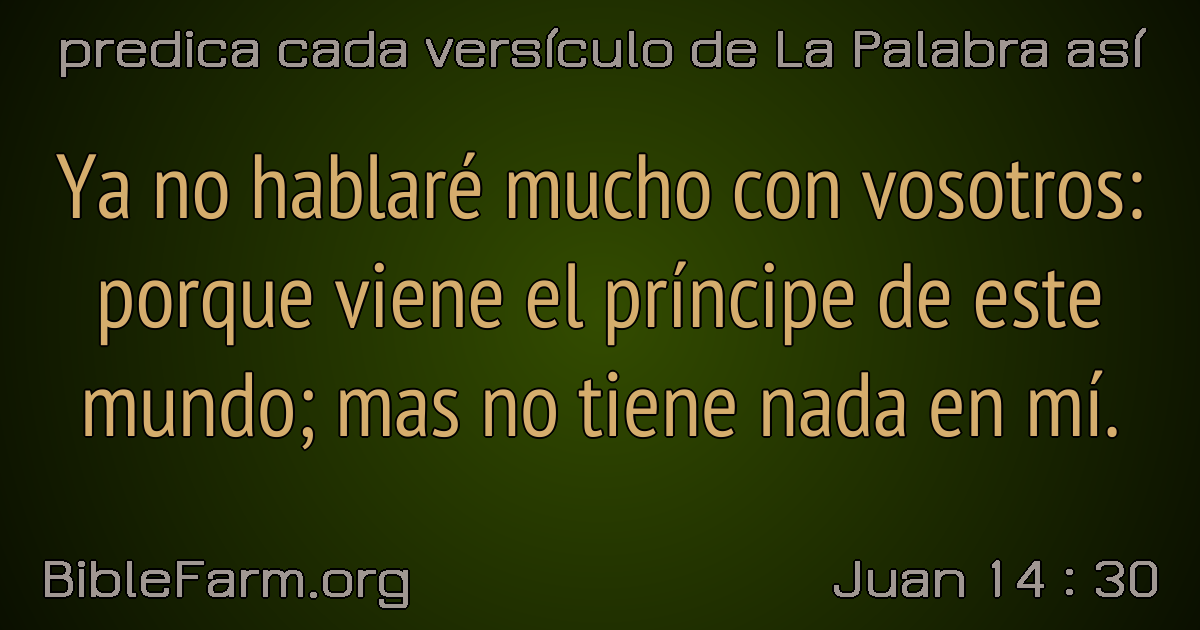 predica cada versículo de La Palabra así
Ya no hablaré mucho con vosotros:
porque viene el príncipe de este
mundo; mas no tiene nada en mí.
BibleFarm.org
Juan 14 : 30